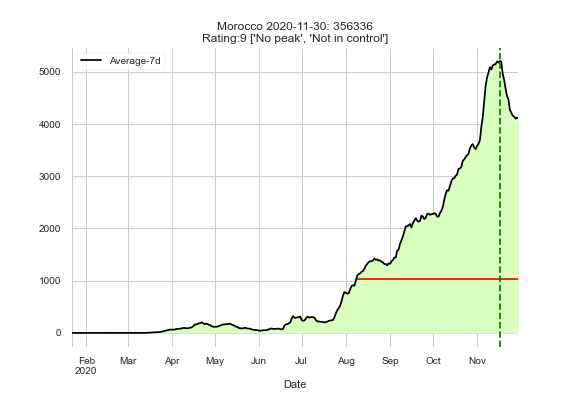 Morocco 2020-11-30: 356336
Rating:9 ['No peak', 'Not in control']
Average-7d
5000
4000
3000
2000
1000
0
Feb Mar Apr May Jun Jul Aug Sep Oct Nov
2020
Date